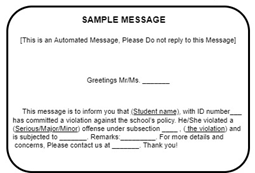 SAMPLE MESSAGE
[This is an Automated Message, Please Do not reply to this Message]
Greetings Mr/Ms. _______
This message is to inform you that (Student name), with ID number___
has committed a violation against the school's policy. He/She violated a
(Serious/Major/Minor) offense under subsection ____ , ( the violation) and
is subjected to _______. Remarks:_________. For more details and
concerns, Please contact us at _______. Thank you!